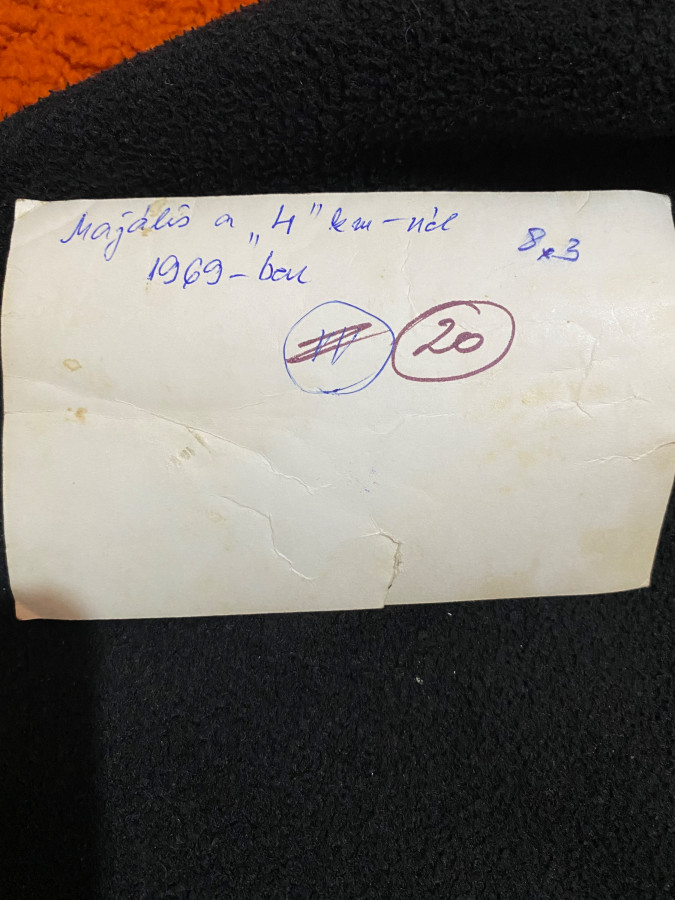 Majális a „4” km-nél
8x3
1969-ben
20